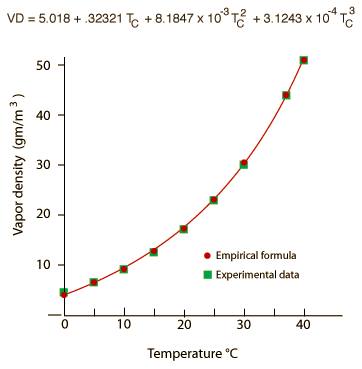 VD = 5.018 + .32321 T_C + 8.1847 x 10^-3 T_C^2 + 3.1243 x 10^-4 T_C^3
50
40
30
20
10
Vapor density (gm/m^3)
Empirical formula
Experimental data
0 10 20 30 40
Temperature °C